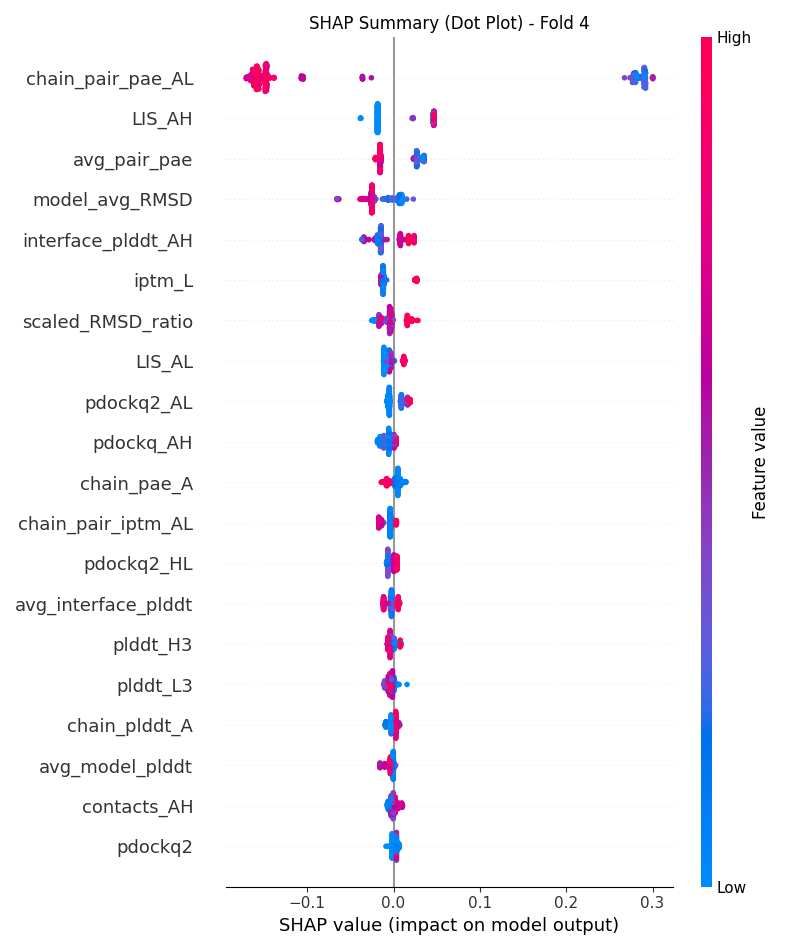 SHAP Summary (Dot Plot) - Fold 4
High
chain_pair_pae_AL
LIS_AH
avg_pair_pae
model_avg_RMSD
interface_plddt_AH
iptm_L
scaled_RMSD_ratio
LIS_AL
pdockq2_AL
pdockq_AH
chain_pae_A
chain_pair_iptm_AL
pdockq2_HL
avg_interface_plddt
plddt_H3
plddt_L3
chain_plddt_A
avg_model_plddt
contacts_AH
pdockq2
Feature value
Low
−0.1 0.0 0.1 0.2 0.3
SHAP value (impact on model output)